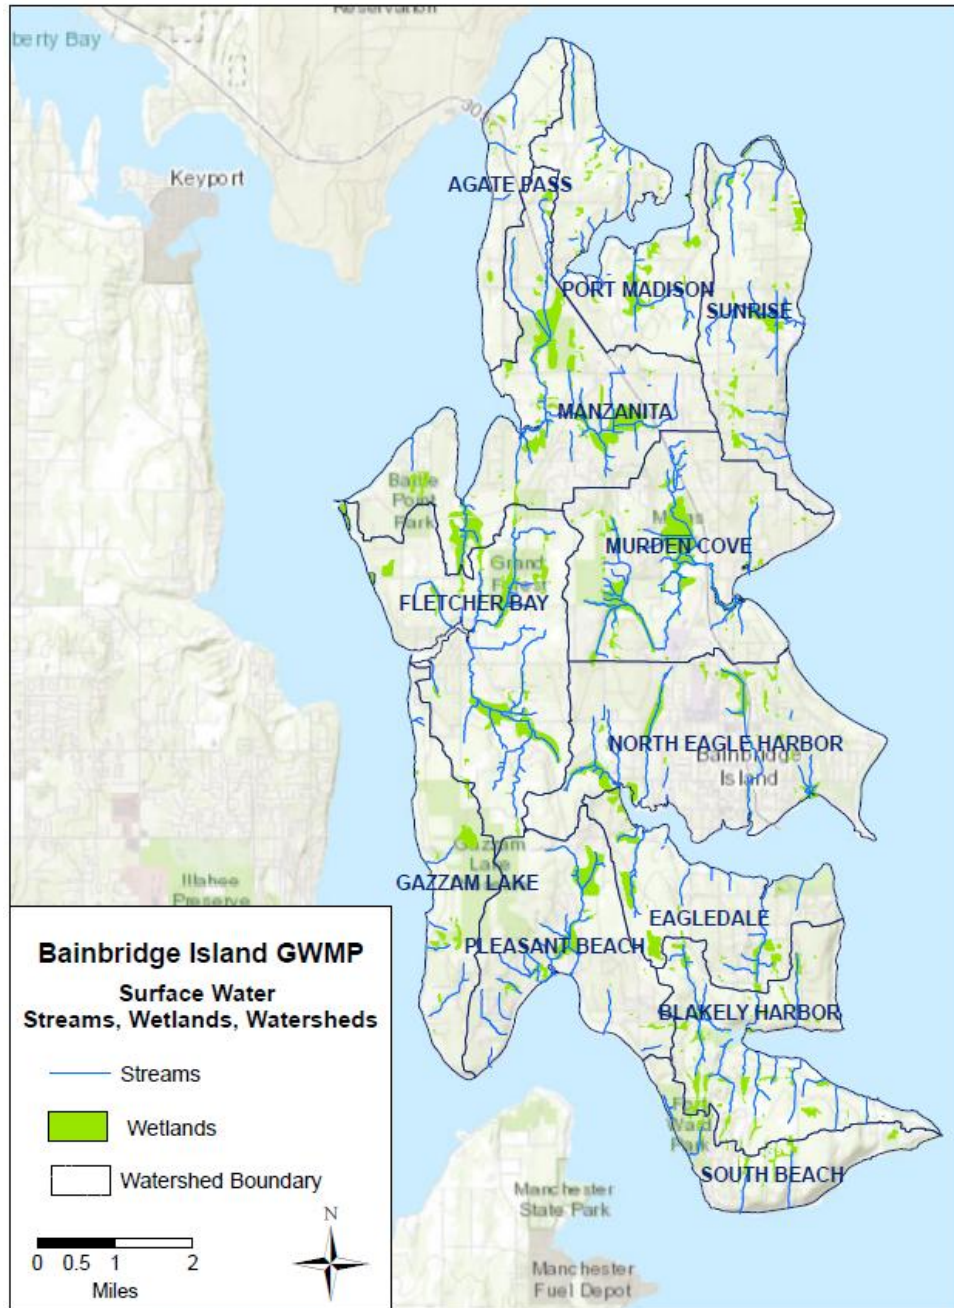 Reservation
berty Bay
305
Keyport
AGATE PASS
PORT MADISON
SUNRISE
MANZANITA
Battle
Point
Park
MURDEN COVE
Grand
Forest
FLETCHER BAY
NORTH EAGLE HARBOR
Bainbridge
Island
Gazzam
Lake
Illahee
Preserve
GAZZAM LAKE
EAGLEDALE
PLEASANT BEACH
BLAKELY HARBOR
Fort
Ward
Park
SOUTH BEACH
Manchester
State Park
Manchester
Fuel Depot
Bainbridge Island GWMP
Surface Water
Streams, Wetlands, Watersheds
Streams
Wetlands
Watershed Boundary
N
0 0.5 1 2
Miles